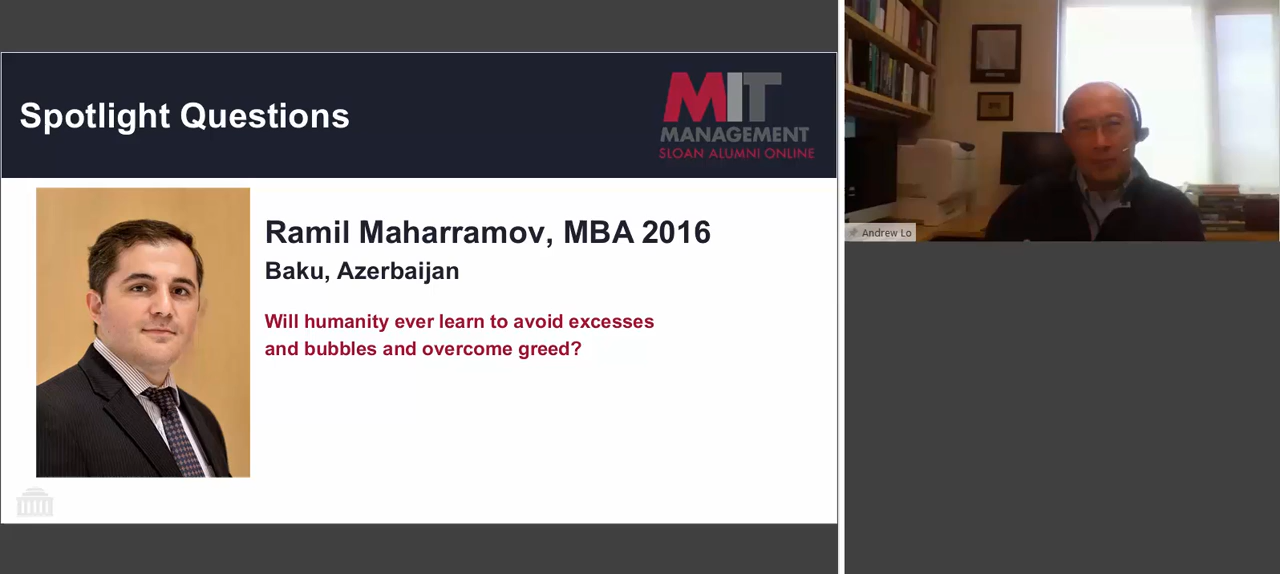 Spotlight Questions
MIT
MANAGEMENT
SLOAN ALUMNI ONLINE
Ramil Maharramov, MBA 2016
Baku, Azerbaijan
Will humanity ever learn to avoid excesses
and bubbles and overcome greed?
Andrew Lo